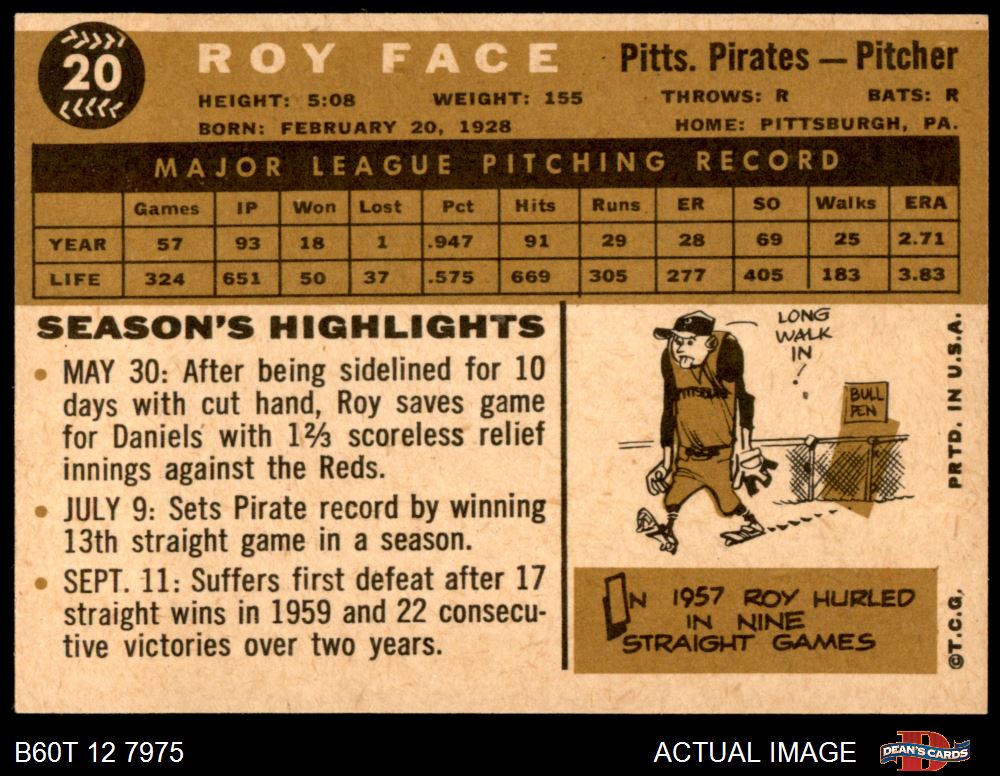 20
ROY FACE
Pitts. Pirates — Pitcher
HEIGHT: 5:08 WEIGHT: 155 THROWS: R BATS: R
BORN: FEBRUARY 20, 1928 HOME: PITTSBURGH, PA.
MAJOR LEAGUE PITCHING RECORD
Games IP Won Lost Pct Hits Runs ER SO Walks ERA
YEAR 57 93 18 1 .947 91 29 28 69 25 2.71
LIFE 324 651 50 37 .575 669 305 277 405 183 3.83
SEASON'S HIGHLIGHTS
• MAY 30: After being sidelined for 10
days with cut hand, Roy saves game
for Daniels with 1⅔ scoreless relief
innings against the Reds.
• JULY 9: Sets Pirate record by winning
13th straight game in a season.
• SEPT. 11: Suffers first defeat after 17
straight wins in 1959 and 22 consecu-
tive victories over two years.
LONG
WALK
IN
!
BULL
PEN
P
PITTSBURGH
IN 1957 ROY HURLED
IN NINE
STRAIGHT GAMES
PRTD. IN U.S.A.
©T.C.G.
B60T 12 7975
ACTUAL IMAGE
D
DEAN'S CARDS